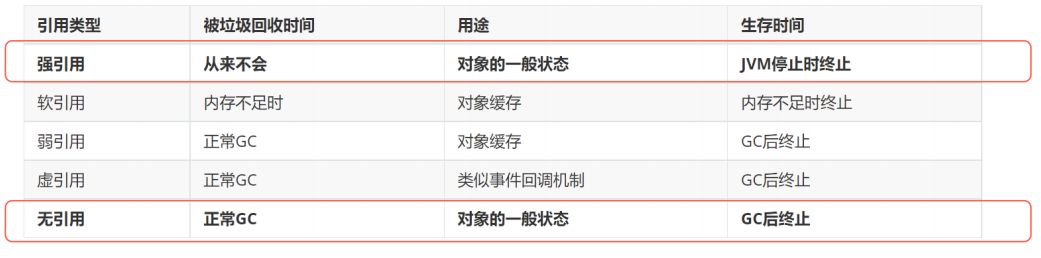 引用类型 被垃圾回收时间 用途 生存时间
强引用 从来不会 对象的一般状态 JVM停止时终止
软引用 内存不足时 对象缓存 内存不足时终止
弱引用 正常GC 对象缓存 GC后终止
虚引用 正常GC 类似事件回调机制 GC后终止
无引用 正常GC 对象的一般状态 GC后终止